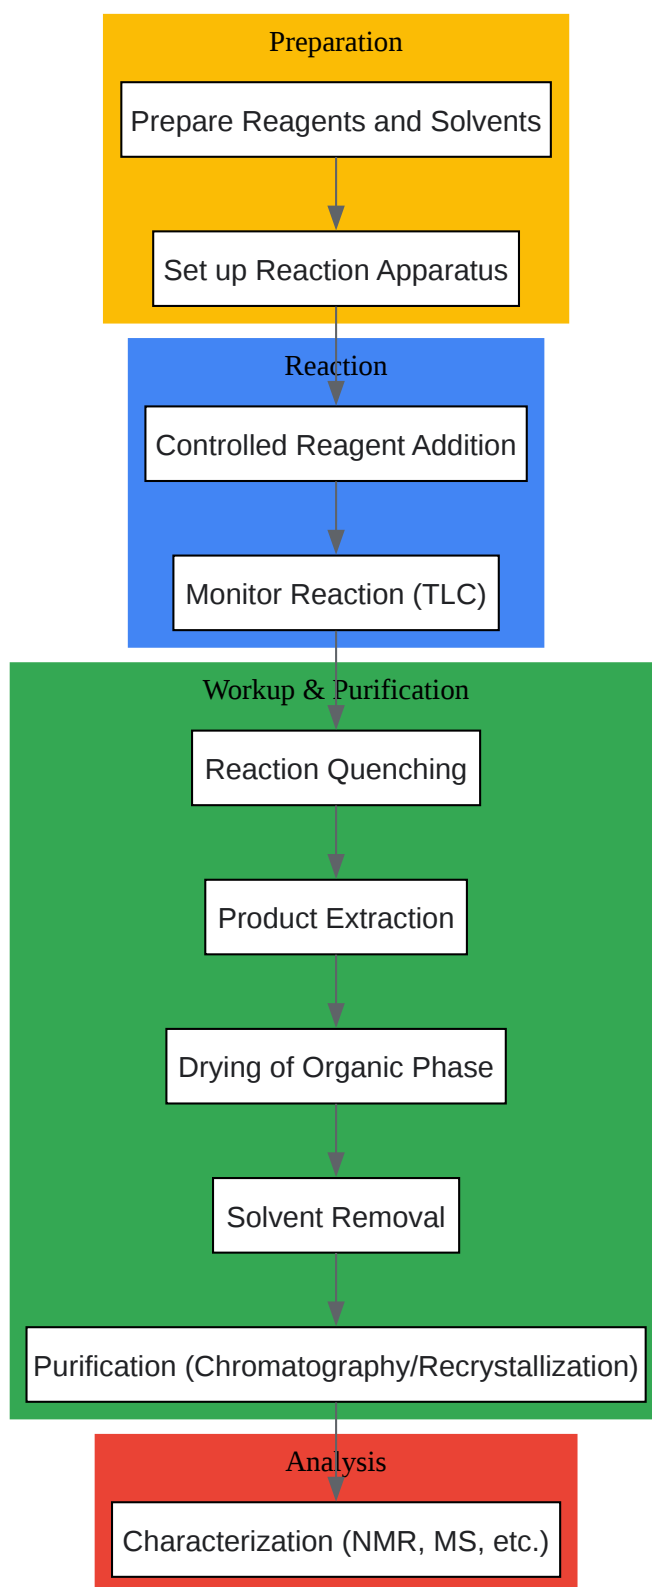 Preparation
Prepare Reagents and Solvents
Set up Reaction Apparatus
Reaction
Controlled Reagent Addition
Monitor Reaction (TLC)
Workup & Purification
Reaction Quenching
Product Extraction
Drying of Organic Phase
Solvent Removal
Purification (Chromatography/Recrystallization)
Analysis
Characterization (NMR, MS, etc.)